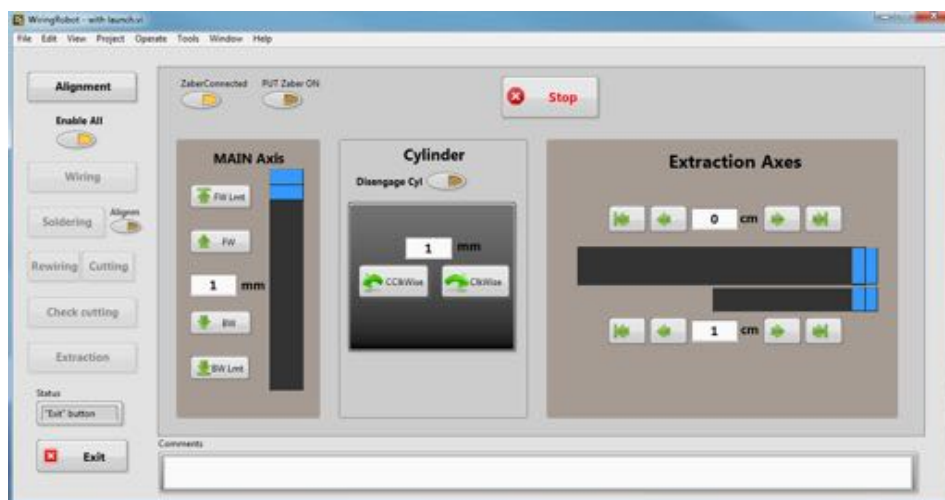 WiringRobot - with launch.vi
File Edit View Project Operate Tools Window Help
Alignment
Enable All
Wiring
Soldering
Alignm
Rewiring Cutting
Check cutting
Extraction
Status
"Exit" button
Exit
ZaberConnected PUT Zaber ON
Stop
MAIN Axis
FW Lmt
FW
1 mm
BW
BW Lmt
Cylinder
Disengage Cyl
1 mm
CClkWise ClkWise
Extraction Axes
0 cm
1 cm
Comments